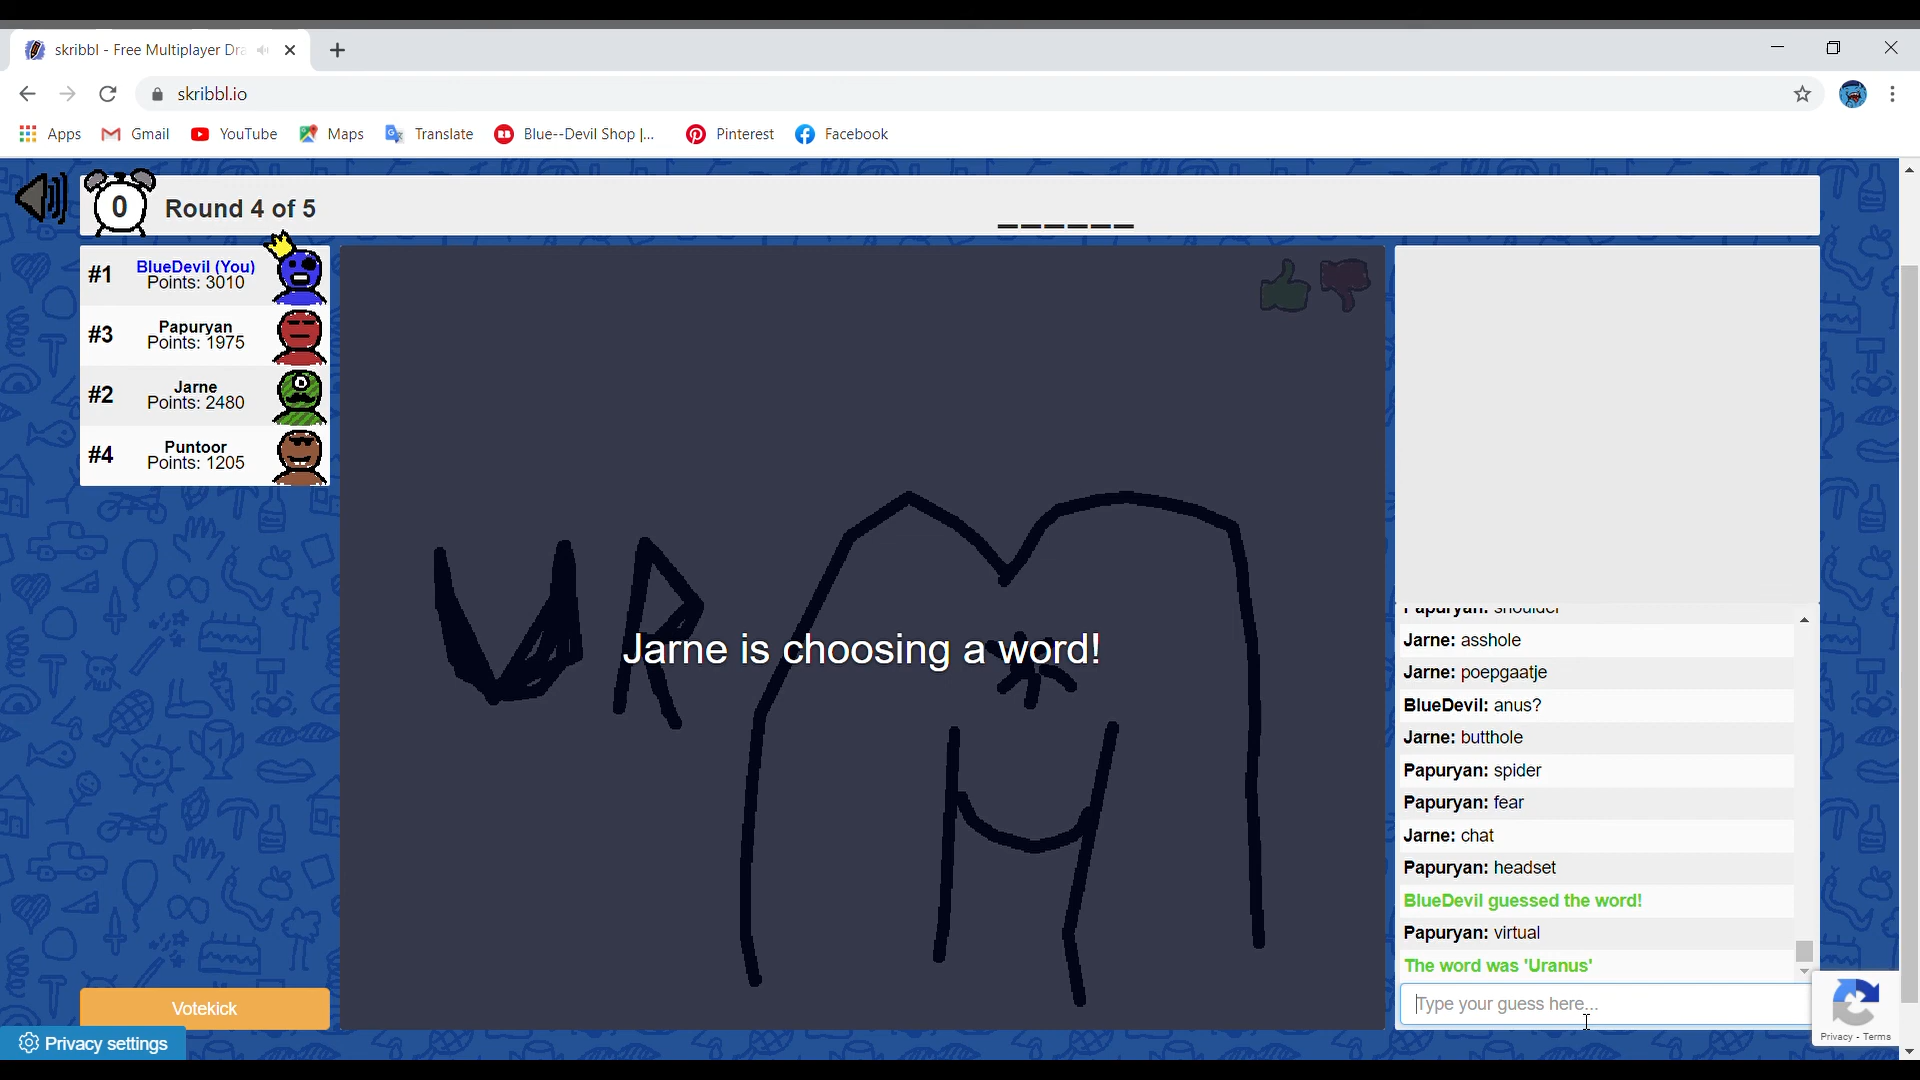 skribbl - Free Multiplayer Dra
skribbl.io
Apps
Gmail
YouTube
Maps
Translate
Blue--Devil Shop |...
Pinterest
Facebook
0
Round 4 of 5
______
#1
BlueDevil (You)
Points: 3010
#3
Papuryan
Points: 1975
#2
Jarne
Points: 2480
#4
Puntoor
Points: 1205
UR
Jarne is choosing a word!
Papuryan: shoulder
Jarne: asshole
Jarne: poepgaatje
BlueDevil: anus?
Jarne: butthole
Papuryan: spider
Papuryan: fear
Jarne: chat
Papuryan: headset
BlueDevil guessed the word!
Papuryan: virtual
The word was 'Uranus'
Type your guess here...
Votekick
Privacy settings
Privacy - Terms